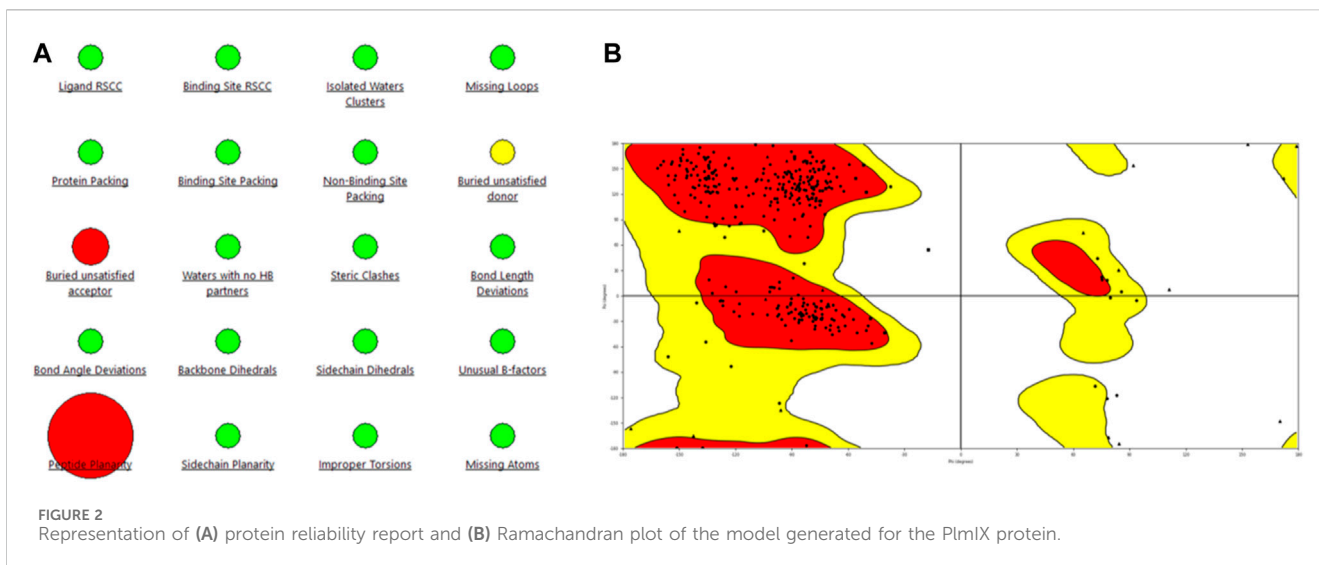 A
B
Ligand RSCC
Binding Site RSCC
Isolated Waters
Clusters
Missing Loops
Protein Packing
Binding Site Packing
Non-Binding Site
Packing
Buried unsatisfied
donor
Buried unsatisfied
acceptor
Waters with no HB
partners
Steric Clashes
Bond Length
Deviations
Bond Angle Deviations
Backbone Dihedrals
Sidechain Dihedrals
Unusual B-factors
Peptide Planarity
Sidechain Planarity
Improper Torsions
Missing Atoms
FIGURE 2
Representation of (A) protein reliability report and (B) Ramachandran plot of the model generated for the PlmIX protein.